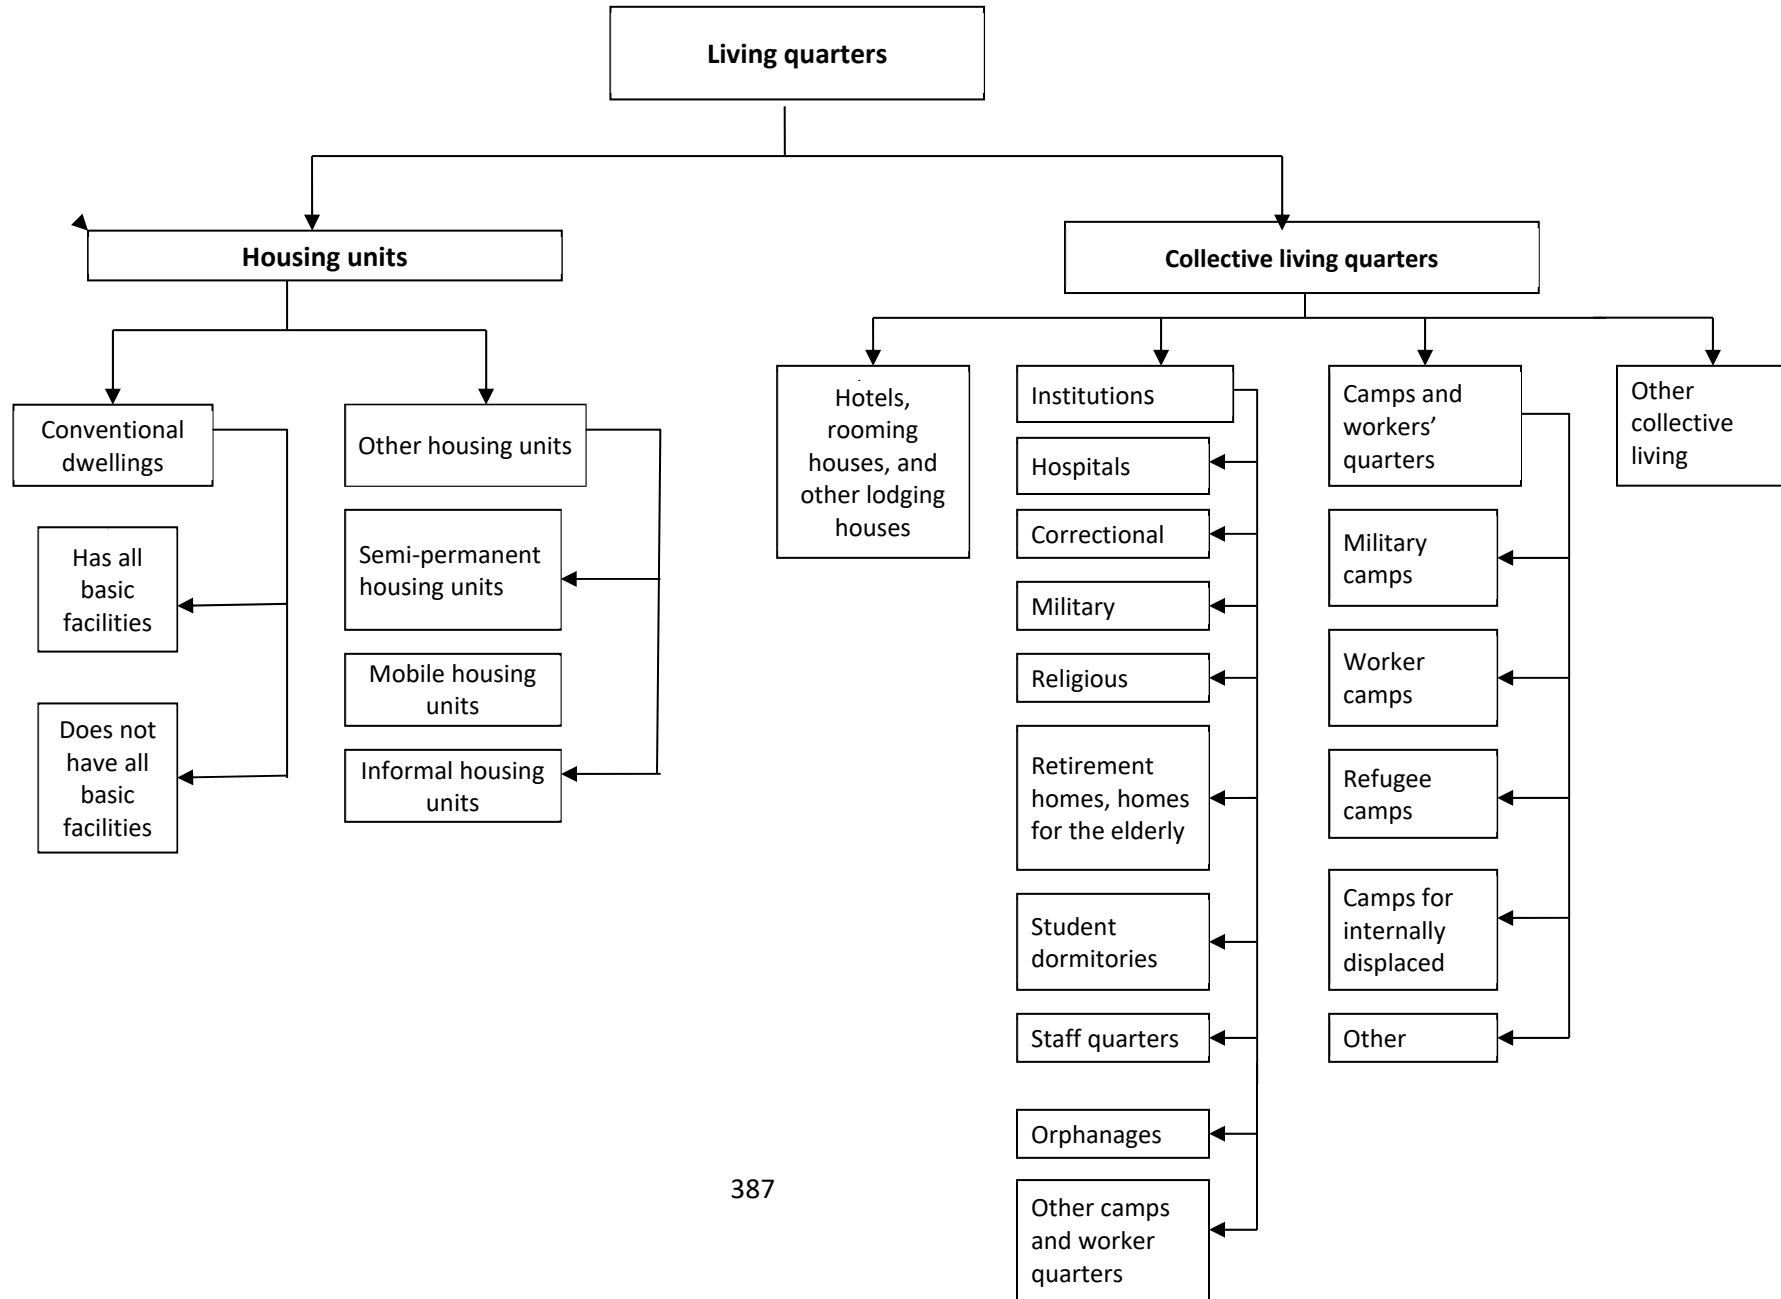 Living quarters
Housing units
Collective living quarters
Conventional
dwellings
Has all
basic
facilities
Does not
have all
basic
facilities
Other housing units
Semi-permanent
housing units
Mobile housing
units
Informal housing
units
Hotels,
rooming
houses, and
other lodging
houses
Institutions
Hospitals
Correctional
Military
Religious
Retirement
homes, homes
for the elderly
Student
dormitories
Staff quarters
Orphanages
Other camps
and worker
quarters
Camps and
workers’
quarters
Military
camps
Worker
camps
Refugee
camps
Camps for
internally
displaced
Other
Other
collective
living
387